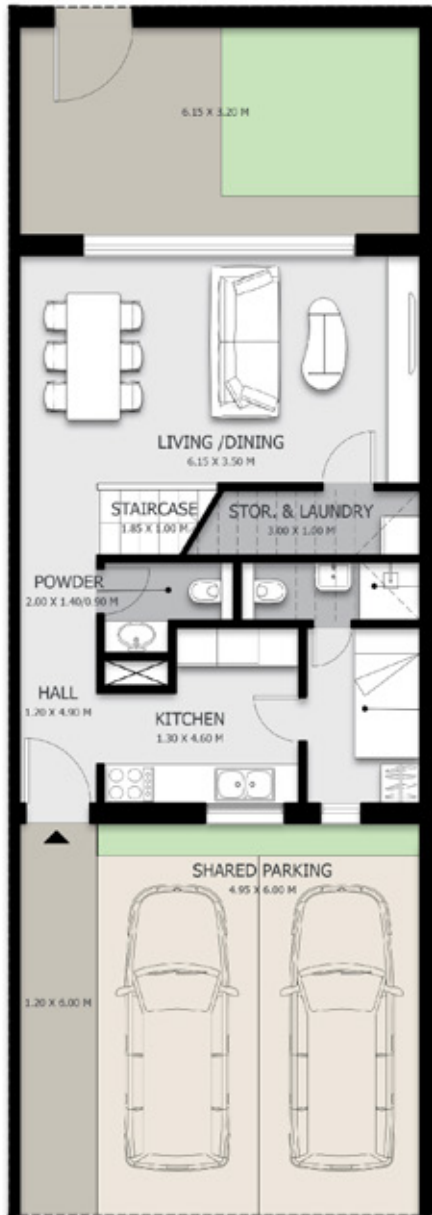 6.15 X 3.20 M
LIVING /DINING
6.15 X 3.50 M
STAIRCASE
1.85 X 1.00 M
STOR. & LAUNDRY
3.00 X 1.00 M
POWDER
2.00 X 1.40/0.90 M
HALL
1.20 X 4.90 M
KITCHEN
1.30 X 4.60 M
SHARED PARKING
4.95 X 6.00 M
1.20 X 6.00 M